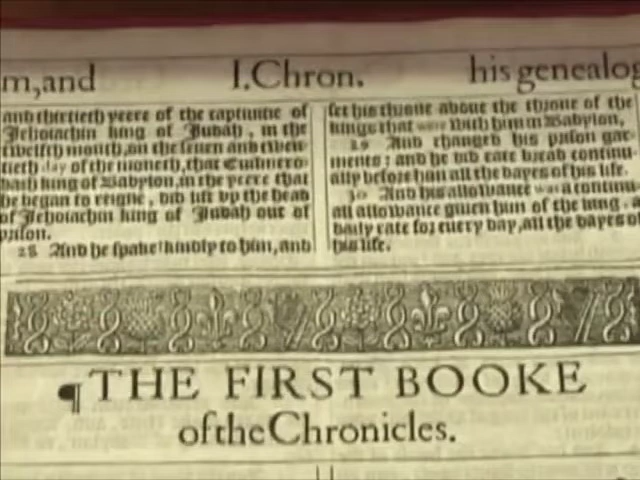 m,and I.Chron. his genealog
and thirtieth yeere of the captiuitie of
Jehoiachin king of Judah, in the
twelfth month, on the seuen and twen-
tieth day of the moneth, that Euilmero-
dach king of Babylon, in the yeere that
he began to reigne, did lift vp the head
of Jehoiachin king of Judah out of
prison.
28 And he spake kindly to him, and
set his throne aboue the throne of the
kings that were with him in Babylon,
29 And changed his prison gar-
ments: and he did eate bread continu-
ally before him all the dayes of his life.
30 And his allowance was a continu
all allowance giuen him of the king, a
daily rate for euery day, all the dayes of
his life.
¶ THE FIRST BOOKE
of the Chronicles.